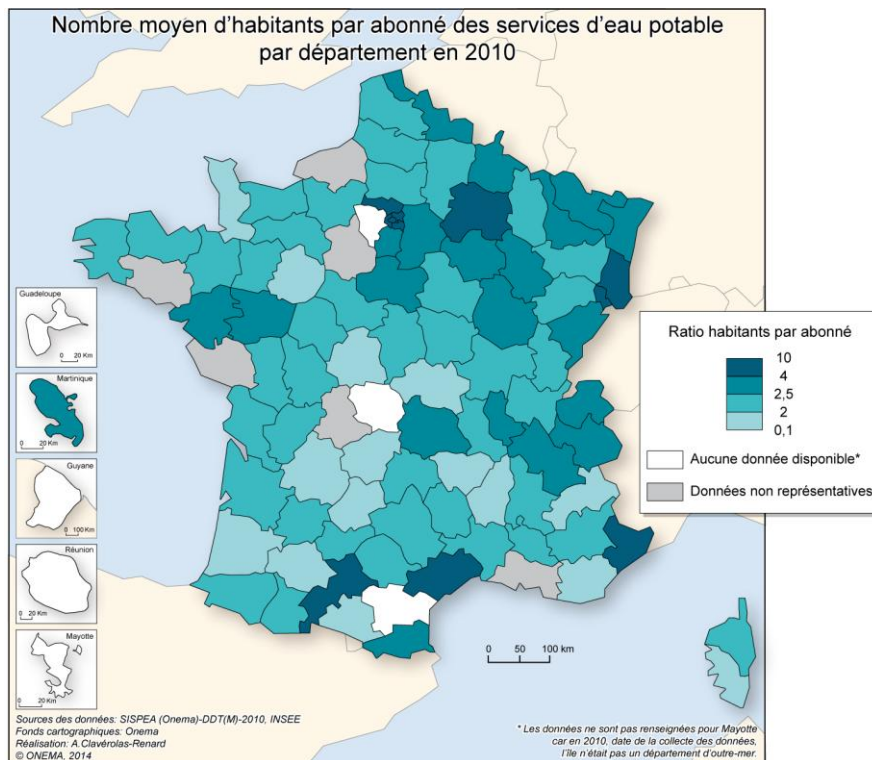 Nombre moyen d'habitants par abonné des services d'eau potable
par département en 2010
Guadeloupe
0 20 Km
Martinique
0 20 Km
Guyane
0 100 Km
Réunion
0 20 Km
Mayotte
0 20 Km
Ratio habitants par abonné
10
4
2,5
2
0,1
Aucune donnée disponible*
Données non représentatives
0 50 100 km
Sources des données: SISPEA (Onema)-DDT(M)-2010, INSEE
Fonds cartographiques: Onema
Réalisation: A.Clavérolas-Renard
© ONEMA, 2014
* Les données ne sont pas renseignées pour Mayotte
car en 2010, date de la collecte des données,
l'île n'était pas un département d'outre-mer.